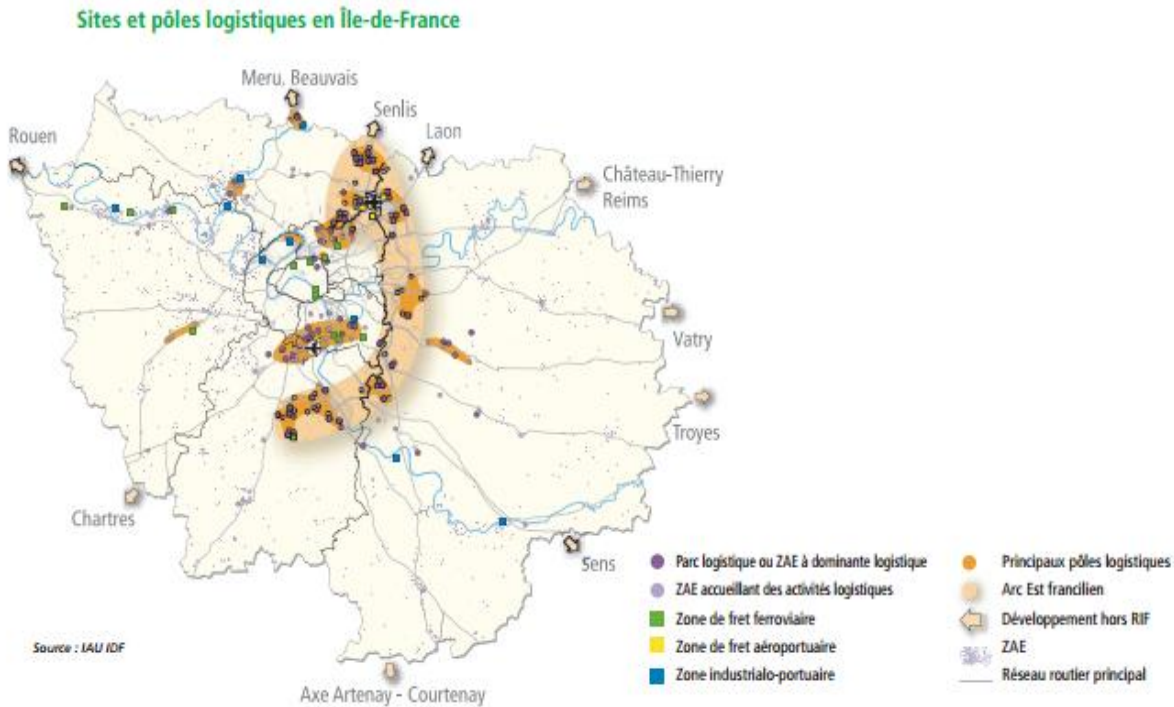 Sites et pôles logistiques en Île-de-France
Meru. Beauvais
Senlis
Laon
Rouen
Château-Thierry
Reims
Vatry
Troyes
Chartres
Sens
Axe Artenay - Courtenay
Source : IAU IDF
Parc logistique ou ZAE à dominante logistique
ZAE accueillant des activités logistiques
Zone de fret ferroviaire
Zone de fret aéroportuaire
Zone industrialo-portuaire
Principaux pôles logistiques
Arc Est francilien
Développement hors RIF
ZAE
Réseau routier principal